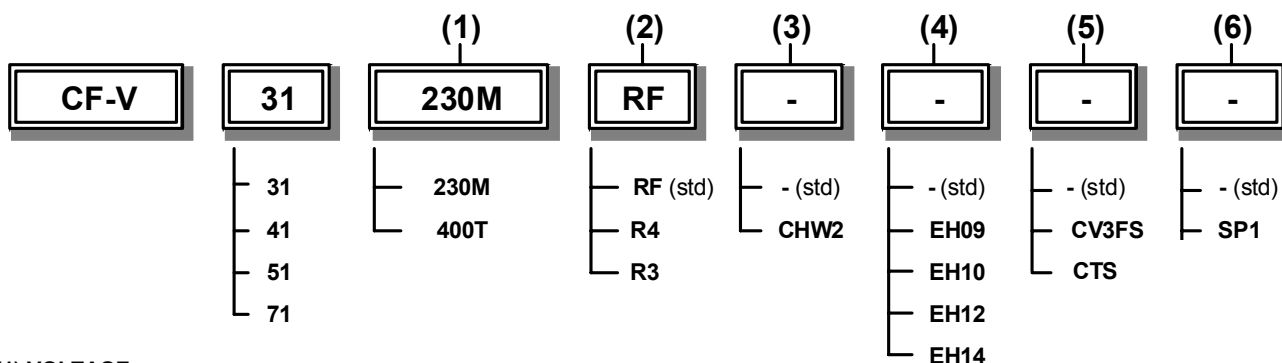 (1) (2) (3) (4) (5) (6)
CF-V 31 230M RF - - - -
31 230M RF (std) - (std) - (std) - (std) - (std)
41 400T R4 CHW2 EH09 CV3FS SP1
51 R3 EH10 CTS
71 EH12
EH14